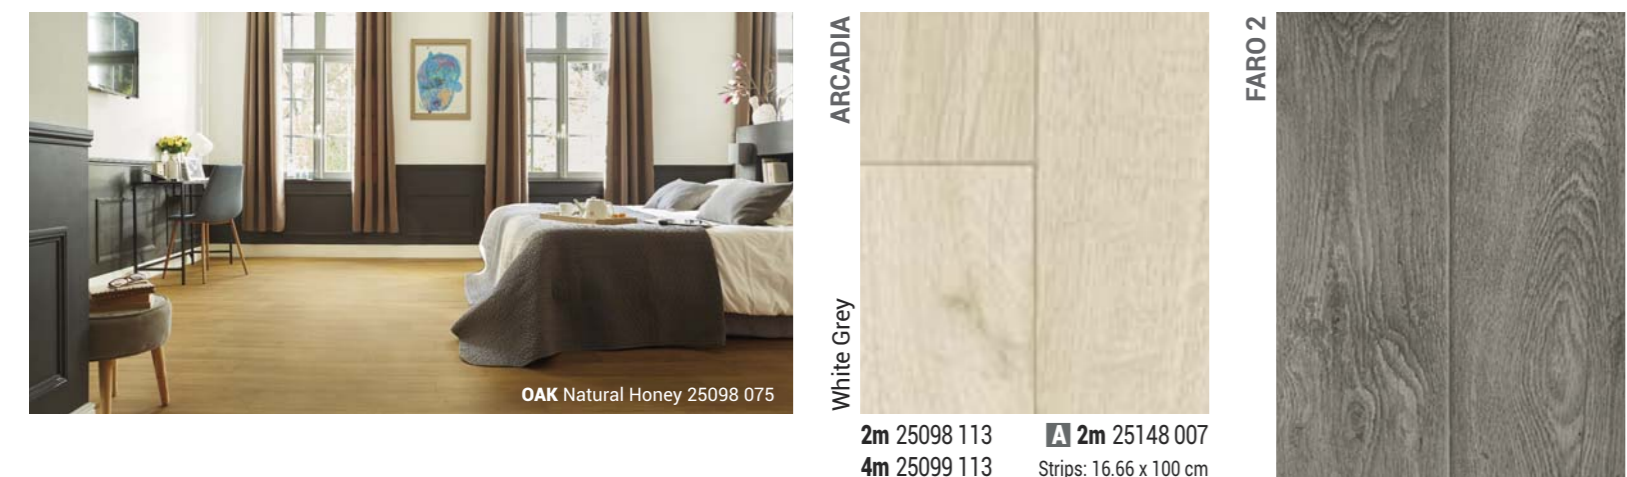 OAK Natural Honey 25098 075
ARCADIA
White Grey
2m 25098 113
A 2m 25148 007
4m 25099 113
Strips: 16.66 x 100 cm
FARO 2